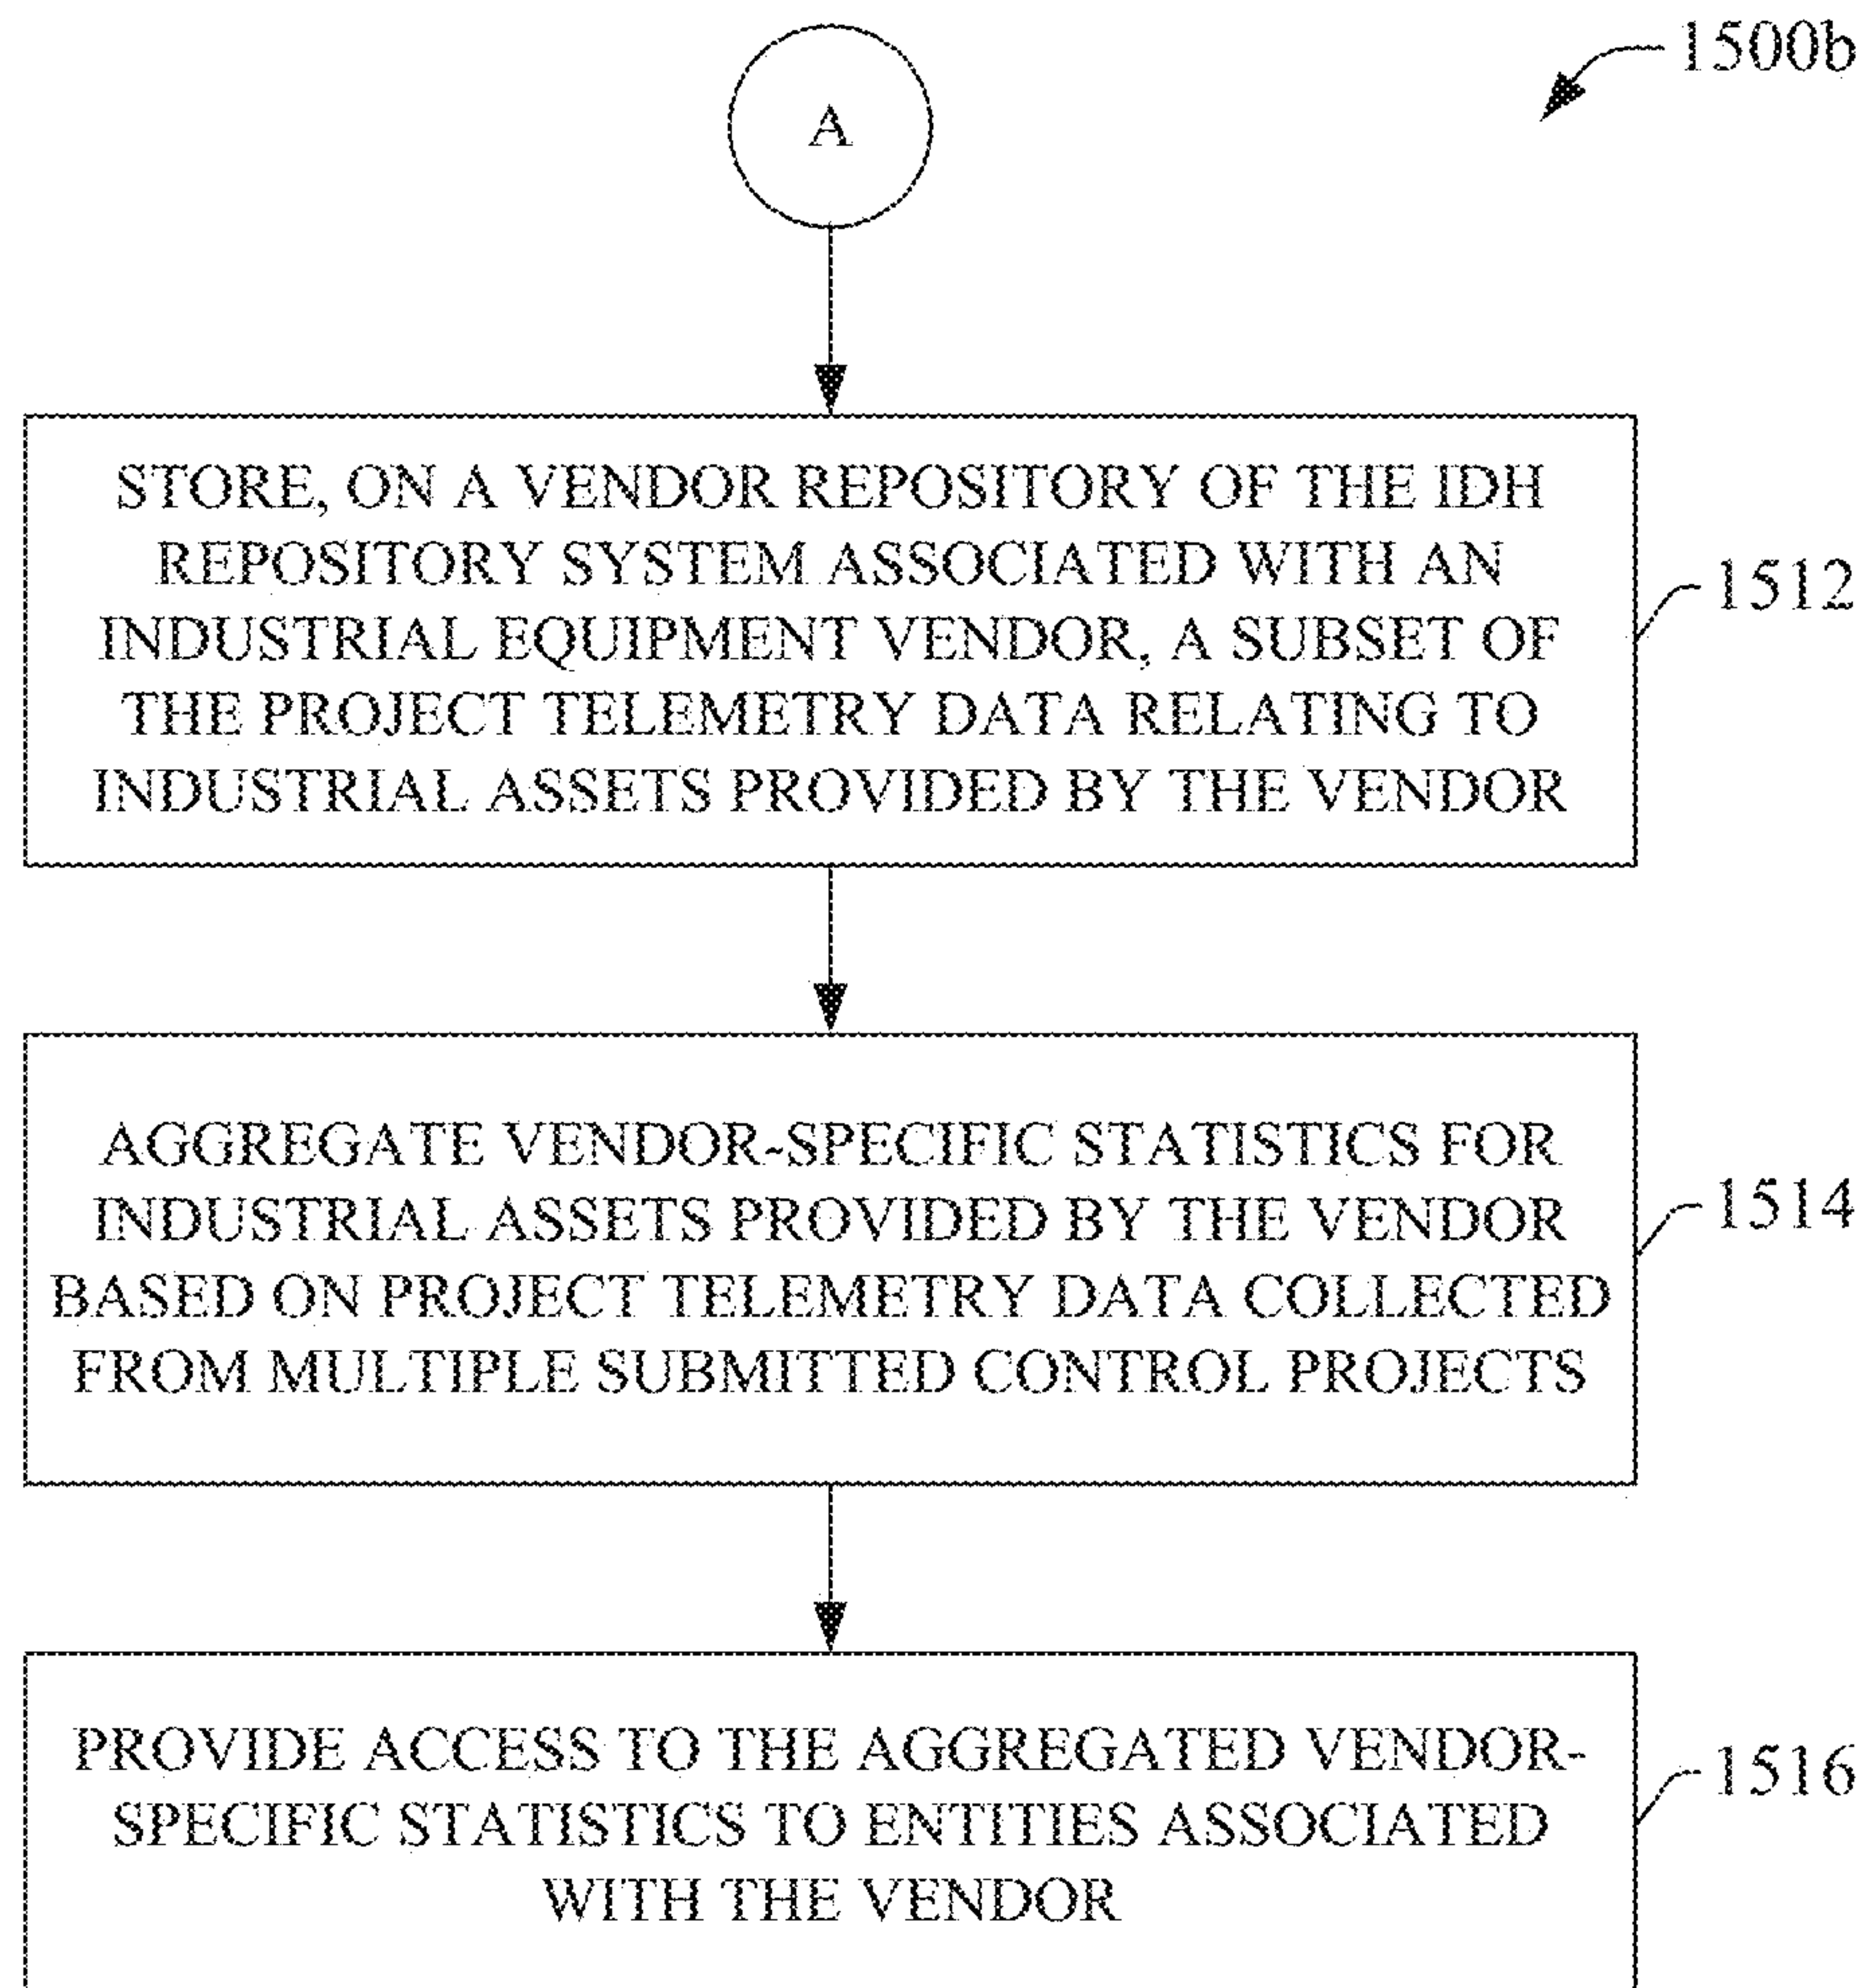 1500b
A
STORE, ON A VENDOR REPOSITORY OF THE IDH
REPOSITORY SYSTEM ASSOCIATED WITH AN
INDUSTRIAL EQUIPMENT VENDOR, A SUBSET OF
THE PROJECT TELEMETRY DATA RELATING TO
INDUSTRIAL ASSETS PROVIDED BY THE VENDOR
1512
AGGREGATE VENDOR-SPECIFIC STATISTICS FOR
INDUSTRIAL ASSETS PROVIDED BY THE VENDOR
BASED ON PROJECT TELEMETRY DATA COLLECTED
FROM MULTIPLE SUBMITTED CONTROL PROJECTS
1514
PROVIDE ACCESS TO THE AGGREGATED VENDOR-
SPECIFIC STATISTICS TO ENTITIES ASSOCIATED
WITH THE VENDOR
1516